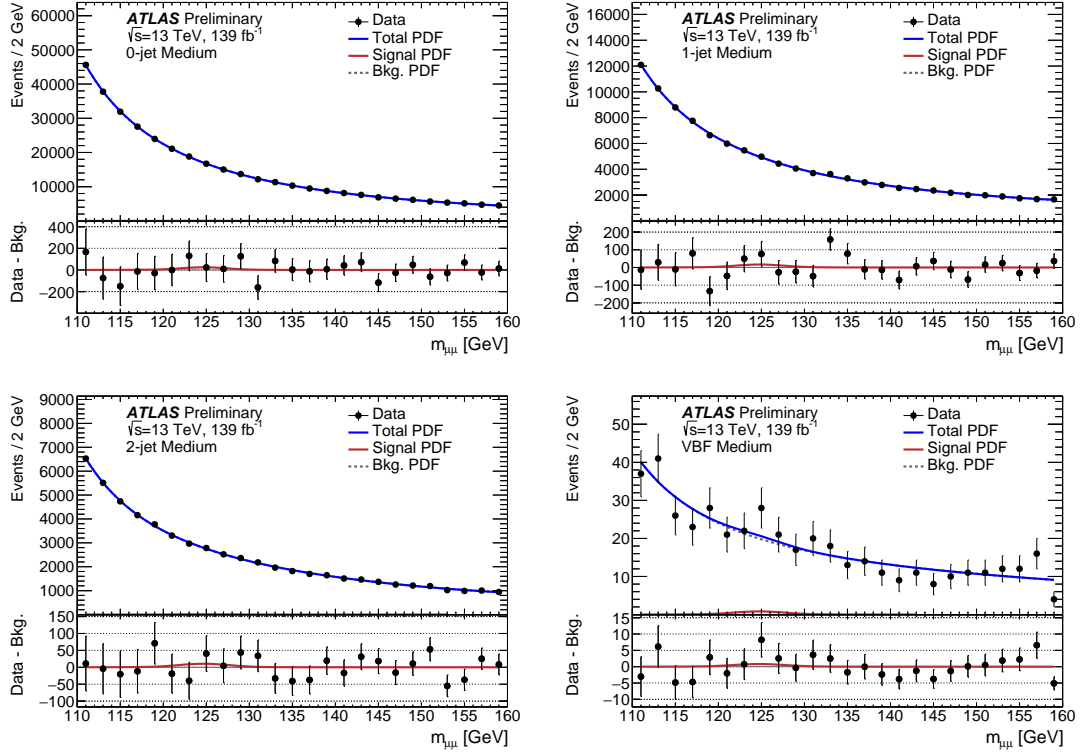 ATLAS Preliminary
√s=13 TeV, 139 fb⁻¹
0-jet Medium
Data
Total PDF
Signal PDF
Bkg. PDF
Events / 2 GeV
60000
50000
40000
30000
20000
10000
Data - Bkg.
400
200
0
−200
110 115 120 125 130 135 140 145 150 155 160
m_μμ [GeV]
ATLAS Preliminary
√s=13 TeV, 139 fb⁻¹
1-jet Medium
Data
Total PDF
Signal PDF
Bkg. PDF
Events / 2 GeV
16000
14000
12000
10000
8000
6000
4000
2000
Data - Bkg.
200
100
0
−100
−200
110 115 120 125 130 135 140 145 150 155 160
m_μμ [GeV]
ATLAS Preliminary
√s=13 TeV, 139 fb⁻¹
2-jet Medium
Data
Total PDF
Signal PDF
Bkg. PDF
Events / 2 GeV
9000
8000
7000
6000
5000
4000
3000
2000
1000
Data - Bkg.
150
100
50
0
−50
−100
110 115 120 125 130 135 140 145 150 155 160
m_μμ [GeV]
ATLAS Preliminary
√s=13 TeV, 139 fb⁻¹
VBF Medium
Data
Total PDF
Signal PDF
Bkg. PDF
Events / 2 GeV
50
40
30
20
10
Data - Bkg.
15
10
5
0
−5
−10
110 115 120 125 130 135 140 145 150 155 160
m_μμ [GeV]